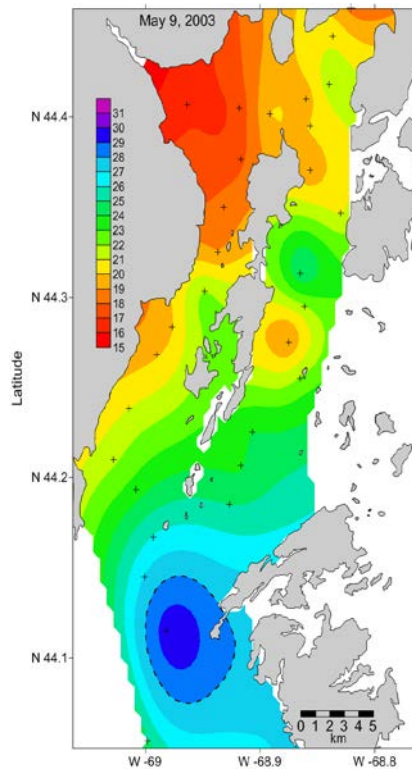 May 9, 2003
N 44.4
31
30
29
28
27
26
25
24
23
22
21
20
19
18
17
16
15
N 44.3
Latitude
N 44.2
N 44.1
0 1 2 3 4 5
km
W -69
W -68.9
W -68.8